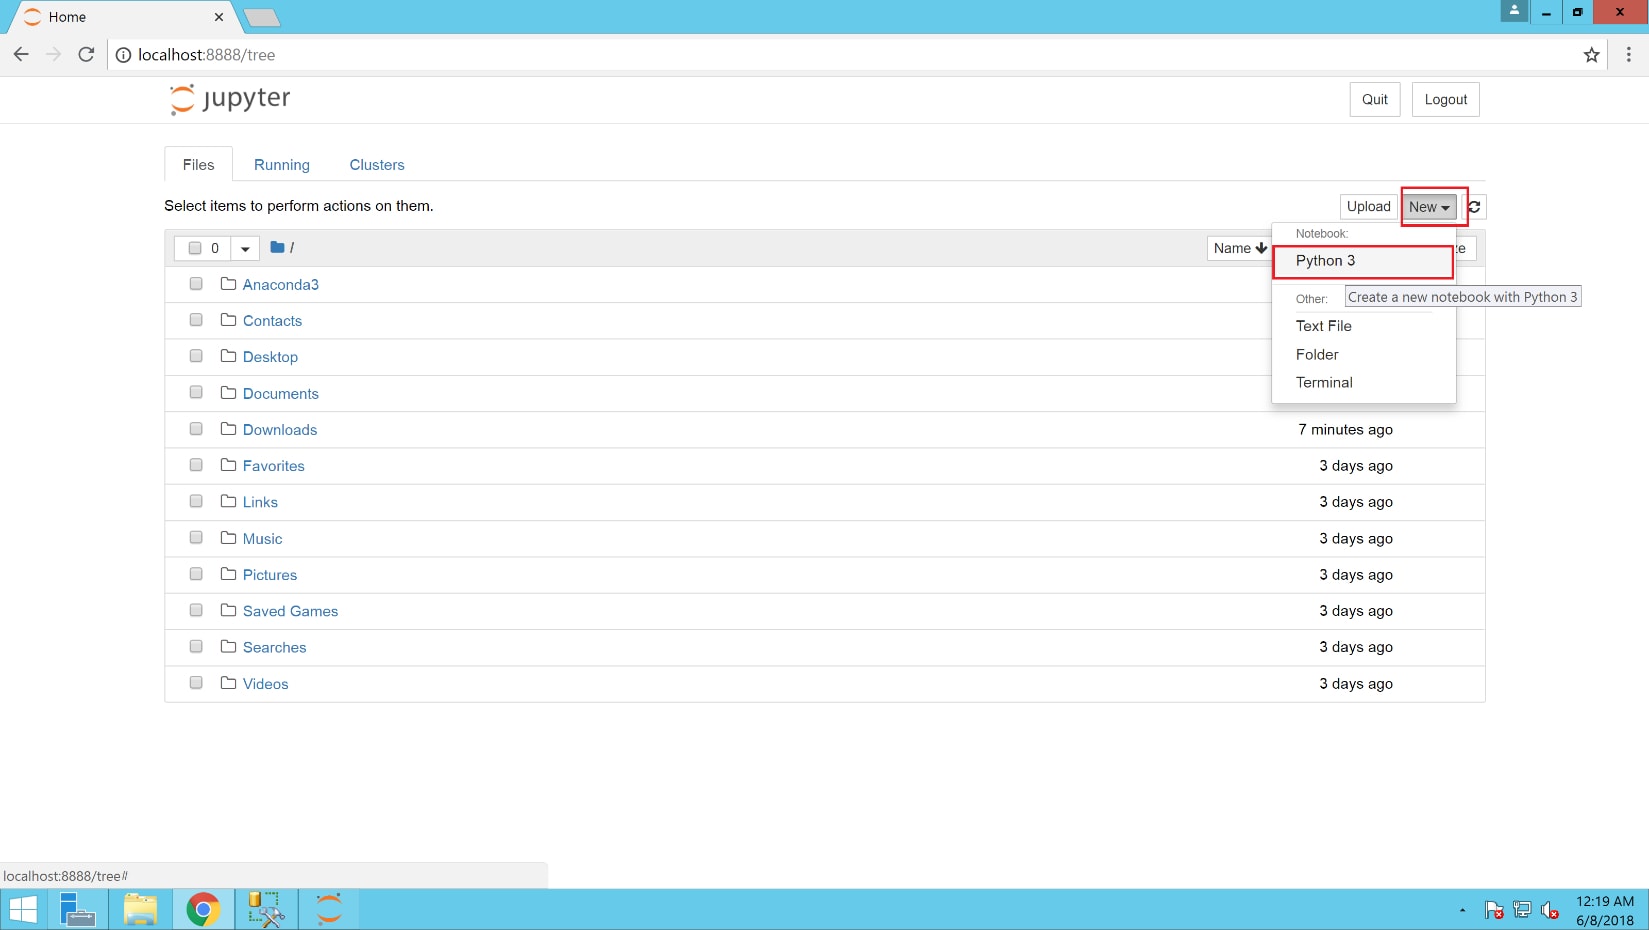 Home
localhost:8888/tree
jupyter
Quit
Logout
Files
Running
Clusters
Select items to perform actions on them.
Upload
New
0
/
Name
ze
Notebook:
Python 3
Create a new notebook with Python 3
Other:
Text File
Folder
Terminal
Anaconda3
Contacts
Desktop
Documents
Downloads 7 minutes ago
Favorites 3 days ago
Links 3 days ago
Music 3 days ago
Pictures 3 days ago
Saved Games 3 days ago
Searches 3 days ago
Videos 3 days ago
localhost:8888/tree#
12:19 AM
6/8/2018